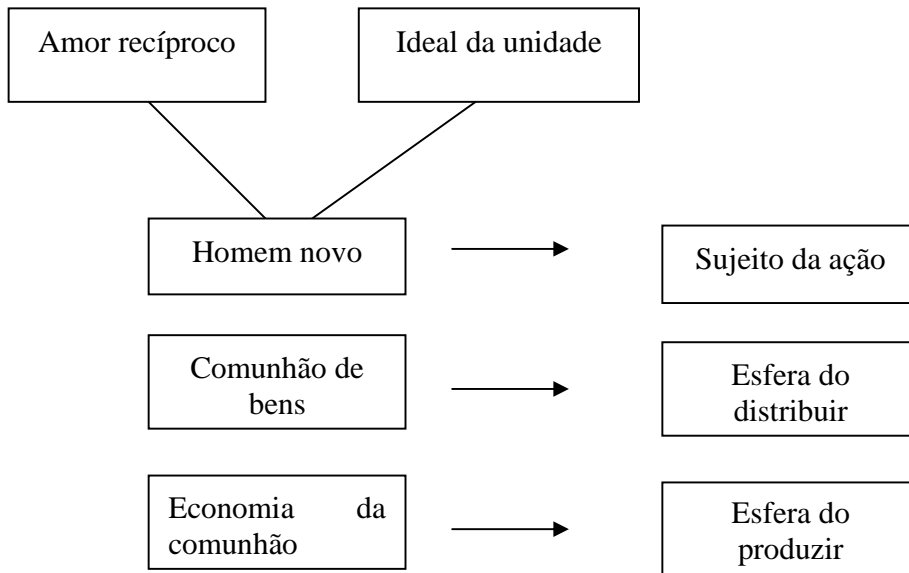 Amor recíproco
Ideal da unidade
Homem novo
Sujeito da ação
Comunhão de
bens
Esfera do
distribuir
Economia da
comunhão
Esfera do
produzir